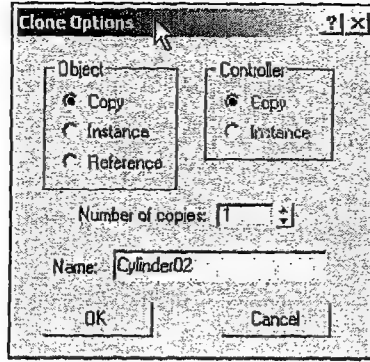 Clone Options
Object
Copy
Instance
Reference
Controller
Copy
Instance
Number of copies: 1
Name: Cylinder02
OK
Cancel